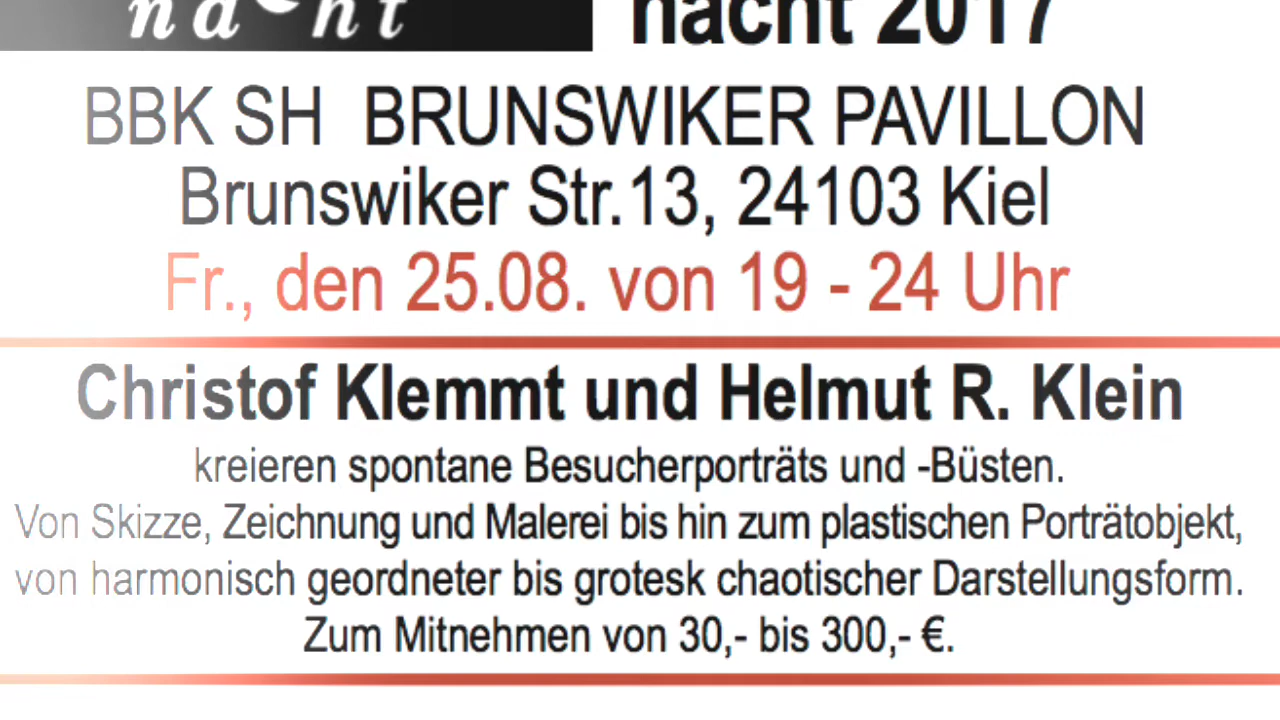 nacht nacht 2017
BBK SH BRUNSWIKER PAVILLON
Brunswiker Str.13, 24103 Kiel
Fr., den 25.08. von 19 - 24 Uhr
Christof Klemmt und Helmut R. Klein
kreieren spontane Besucherporträts und -Büsten.
Von Skizze, Zeichnung und Malerei bis hin zum plastischen Porträtobjekt,
von harmonisch geordneter bis grotesk chaotischer Darstellungsform.
Zum Mitnehmen von 30,- bis 300,- €.